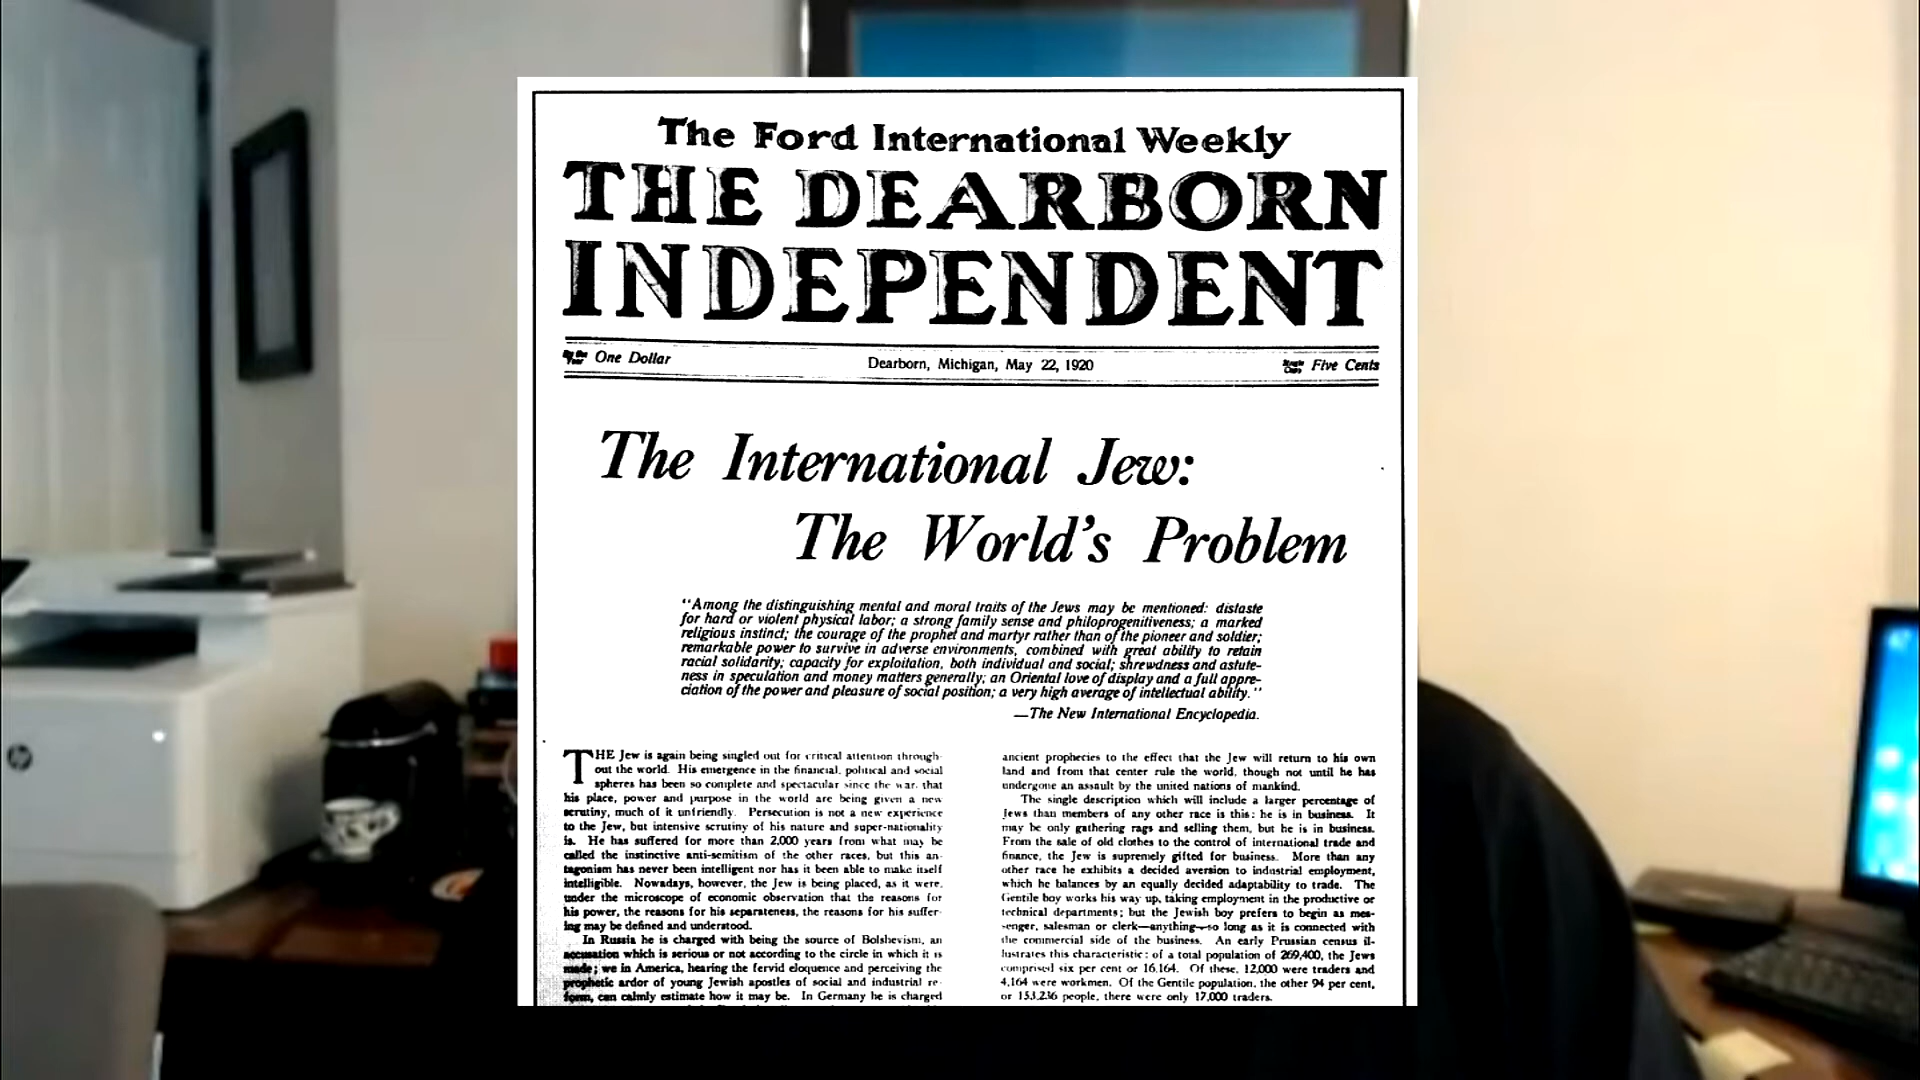 The Ford International Weekly
THE DEARBORN
INDEPENDENT
One Dollar
Dearborn, Michigan, May 22, 1920
Five Cents
The International Jew:
The World's Problem
"Among the distinguishing mental and moral traits of the Jews may be mentioned: distaste
for hard or violent physical labor; a strong family sense and philoprogenitiveness; a marked
religious instinct; the courage of the prophet and martyr rather than of the pioneer and soldier;
remarkable power to survive in adverse environments, combined with great ability to retain
racial solidarity; capacity for exploitation, both individual and social; shrewdness and astute-
ness in speculation and money matters generally; an Oriental love of display and a full appre-
ciation of the power and pleasure of social position; a very high average of intellectual ability."
—The New International Encyclopedia.
THE Jew is again being singled out for critical attention through-
out the world. His emergence in the financial, political and social
spheres has been so complete and spectacular since the war, that
his place, power and purpose in the world are being given a new
scrutiny, much of it unfriendly. Persecution is not a new experience
to the Jew, but intensive scrutiny of his nature and super-nationality
is. He has suffered for more than 2,000 years from what may be
called the instinctive anti-semitism of the other races, but this an-
tagonism has never been intelligent nor has it been able to make itself
intelligible. Nowadays, however, the Jew is being placed, as it were,
under the microscope of economic observation that the reasons for
his power, the reasons for his separateness, the reasons for his suffer-
ing may be defined and understood.
In Russia he is charged with being the source of Bolshevism, an
accusation which is serious or not according to the circle in which it is
made; we in America, hearing the fervid eloquence and perceiving the
prophetic ardor of young Jewish apostles of social and industrial re-
form, can calmly estimate how it may be. In Germany he is charged
ancient prophecies to the effect that the Jew will return to his own
land and from that center rule the world, though not until he has
undergone an assault by the united nations of mankind.
The single description which will include a larger percentage of
Jews than members of any other race is this: he is in business. It
may be only gathering rags and selling them, but he is in business.
From the sale of old clothes to the control of international trade and
finance, the Jew is supremely gifted for business. More than any
other race he exhibits a decided aversion to industrial employment,
which he balances by an equally decided adaptability to trade. The
Gentile boy works his way up, taking employment in the productive or
technical departments; but the Jewish boy prefers to begin as mes-
senger, salesman or clerk—anything—so long as it is connected with
the commercial side of the business. An early Prussian census il-
lustrates this characteristic: of a total population of 269,400, the Jews
comprised six per cent or 16,164. Of these, 12,000 were traders and
4,164 were workmen. Of the Gentile population, the other 94 per cent,
or 153,236 people, there were only 17,000 traders.
hp